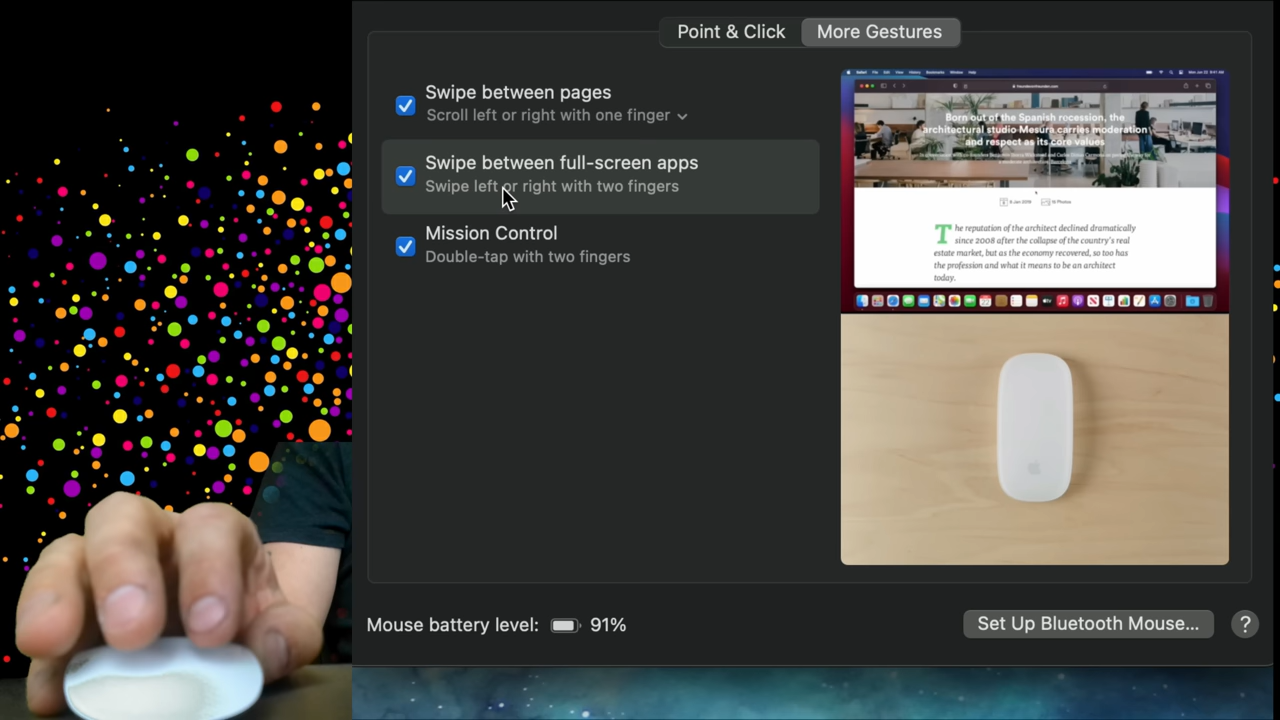 Point & Click
More Gestures
Swipe between pages
Scroll left or right with one finger
Swipe between full-screen apps
Swipe left or right with two fingers
Mission Control
Double-tap with two fingers
Born out of the Spanish recession, the
architectural studio Mesura carries moderation
and respect as its core values
The reputation of the architect declined dramatically
since 2008 after the collapse of the country's real
estate market, but as the economy recovered, so too has
the profession and what it means to be an architect
today.
Mouse battery level: 91%
Set Up Bluetooth Mouse...
?